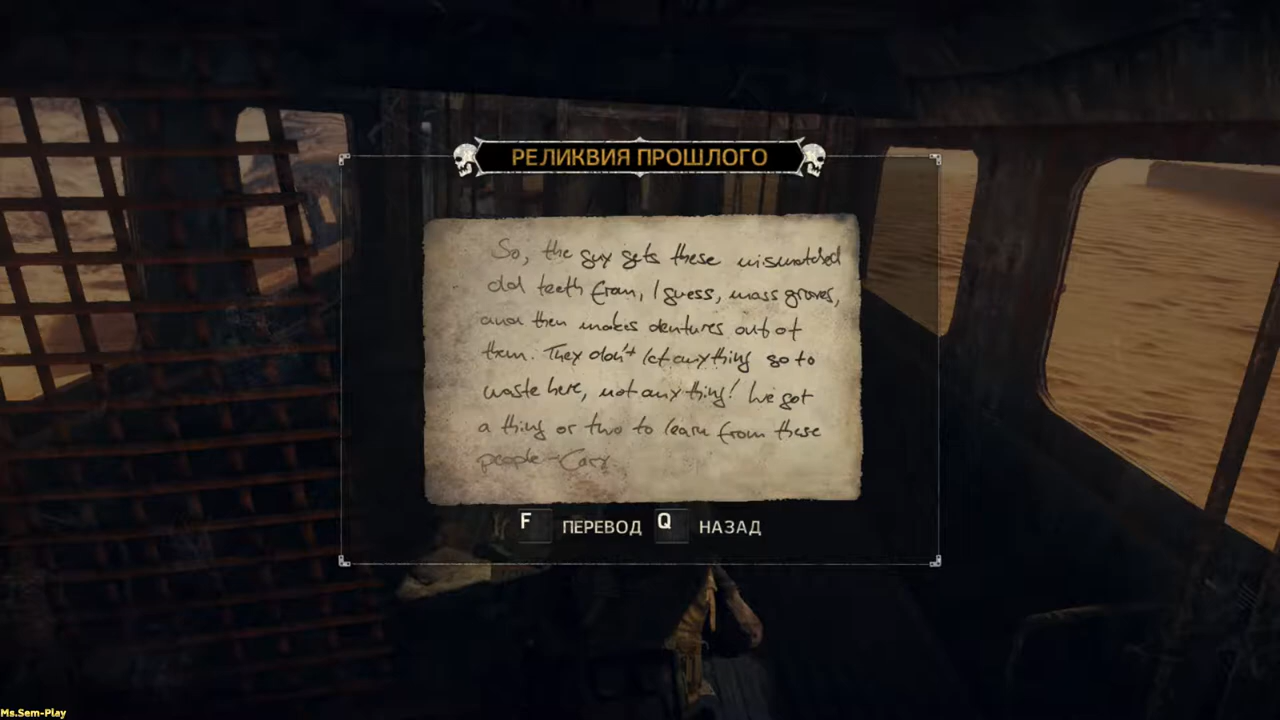 РЕЛИКВИЯ ПРОШЛОГО
So, the guy gets these mismatched
old teeth from, I guess, mass graves,
and then makes dentures out of
them. They don't let anything go to
waste here, not anything! We got
a thing or two to learn from these
people - Cory
F ПЕРЕВОД Q НАЗАД
Ms.Sem-Play